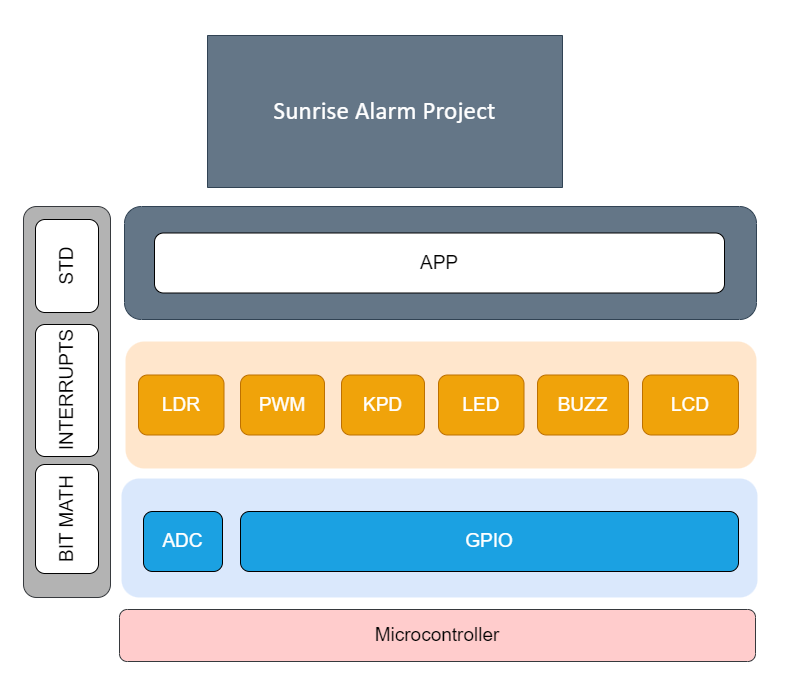 Sunrise Alarm Project
STD
APP
INTERRUPTS
LDR
PWM
KPD
LED
BUZZ
LCD
BIT MATH
ADC
GPIO
Microcontroller